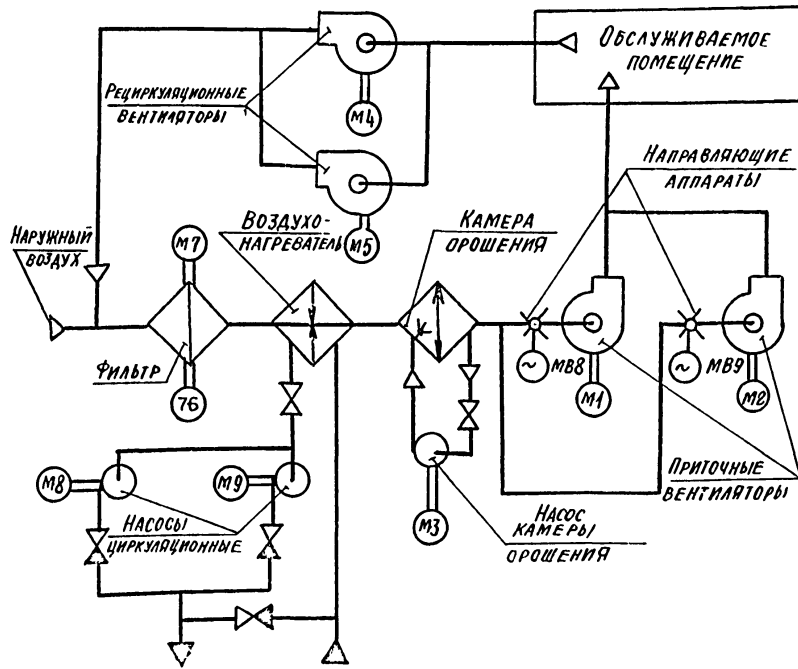 Обслуживаемое
помещение
Рециркуляционные
вентиляторы
М4
М5
Направляющие
аппараты
Наружный
воздух
М7
Воздухо-
нагреватель
Камера
орошения
Фильтр
76
МВ8
М1
МВ9
М2
М8
М9
Насосы
циркуляционные
М3
Насос
камеры
орошения
Приточные
вентиляторы